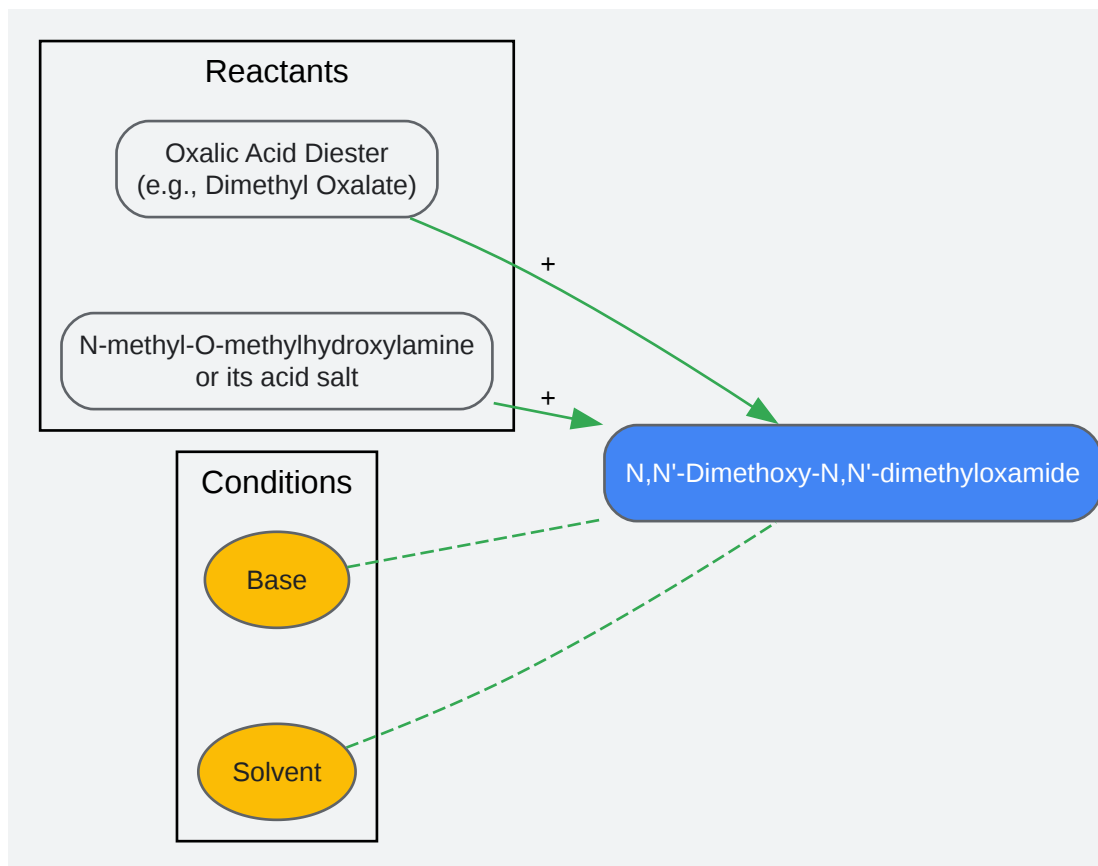 Reactants
Oxalic Acid Diester
(e.g., Dimethyl Oxalate)
+
N-methyl-O-methylhydroxylamine
or its acid salt
+
N,N'-Dimethoxy-N,N'-dimethyloxamide
Conditions
Base
Solvent